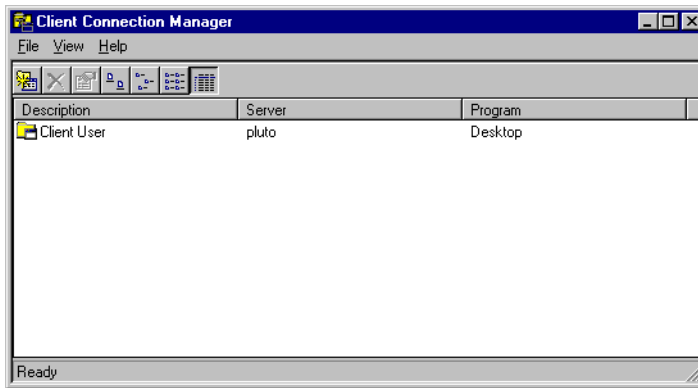 Client Connection Manager
File View Help
Description Server Program
Client User pluto Desktop
Ready